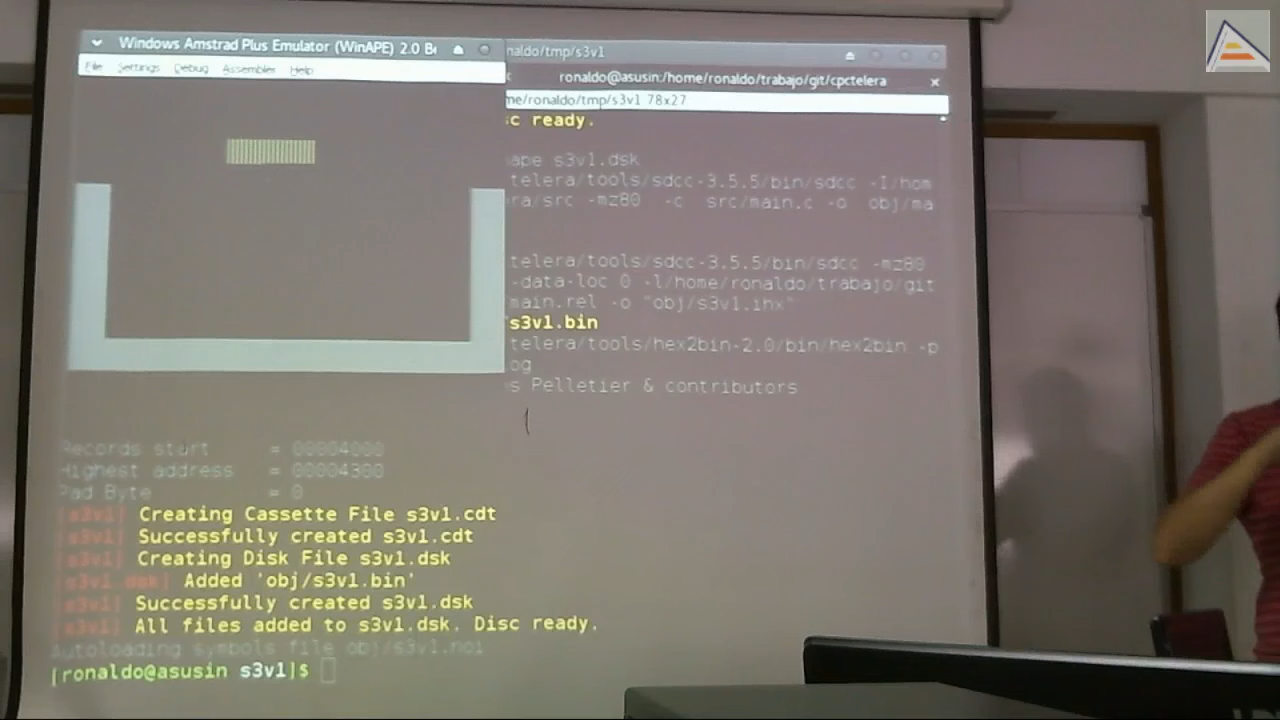 Windows Amstrad Plus Emulator (WinAPE) 2.0 Be
File Settings Debug Assembler Help
naldo/tmp/s3v1
ronaldo@asusin:/home/ronaldo/trabajo/git/cpctelera
me/ronaldo/tmp/s3v1 78x27
sc ready.
ape s3v1.dsk
telera/tools/sdcc-3.5.5/bin/sdcc -I/hom
ra/src -mz80 -c src/main.c -o obj/ma
telera/tools/sdcc-3.5.5/bin/sdcc -mz80
-data-loc 0 -l/home/ronaldo/trabajo/git
main.rel -o "obj/s3v1.ihx"
s3v1.bin
telera/tools/hex2bin-2.0/bin/hex2bin -p
og
s Pelletier & contributors
Records start = 00004000
Highest address = 00004300
Pad Byte = 0
[s3v1] Creating Cassette File s3v1.cdt
[s3v1] Successfully created s3v1.cdt
[s3v1] Creating Disk File s3v1.dsk
[s3v1.dsk] Added 'obj/s3v1.bin'
[s3v1] Successfully created s3v1.dsk
[s3v1] All files added to s3v1.dsk. Disc ready.
Autoloading symbols file obj/s3v1.noi
[ronaldo@asusin s3v1]$